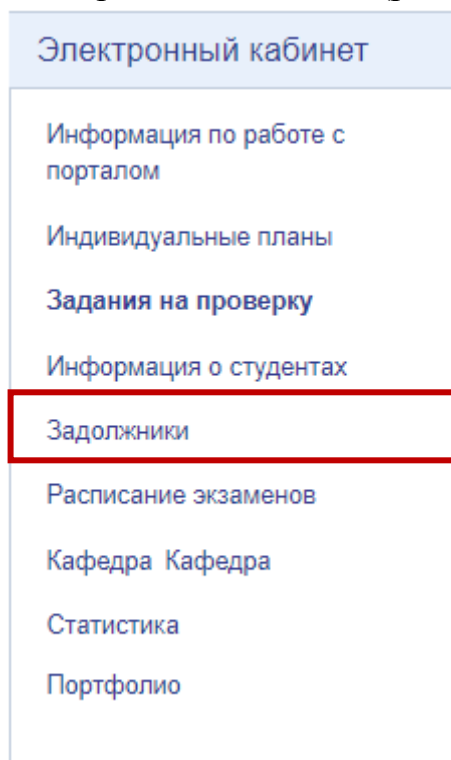 Электронный кабинет
Информация по работе с
порталом
Индивидуальные планы
Задания на проверку
Информация о студентах
Задолжники
Расписание экзаменов
Кафедра Кафедра
Статистика
Портфолио